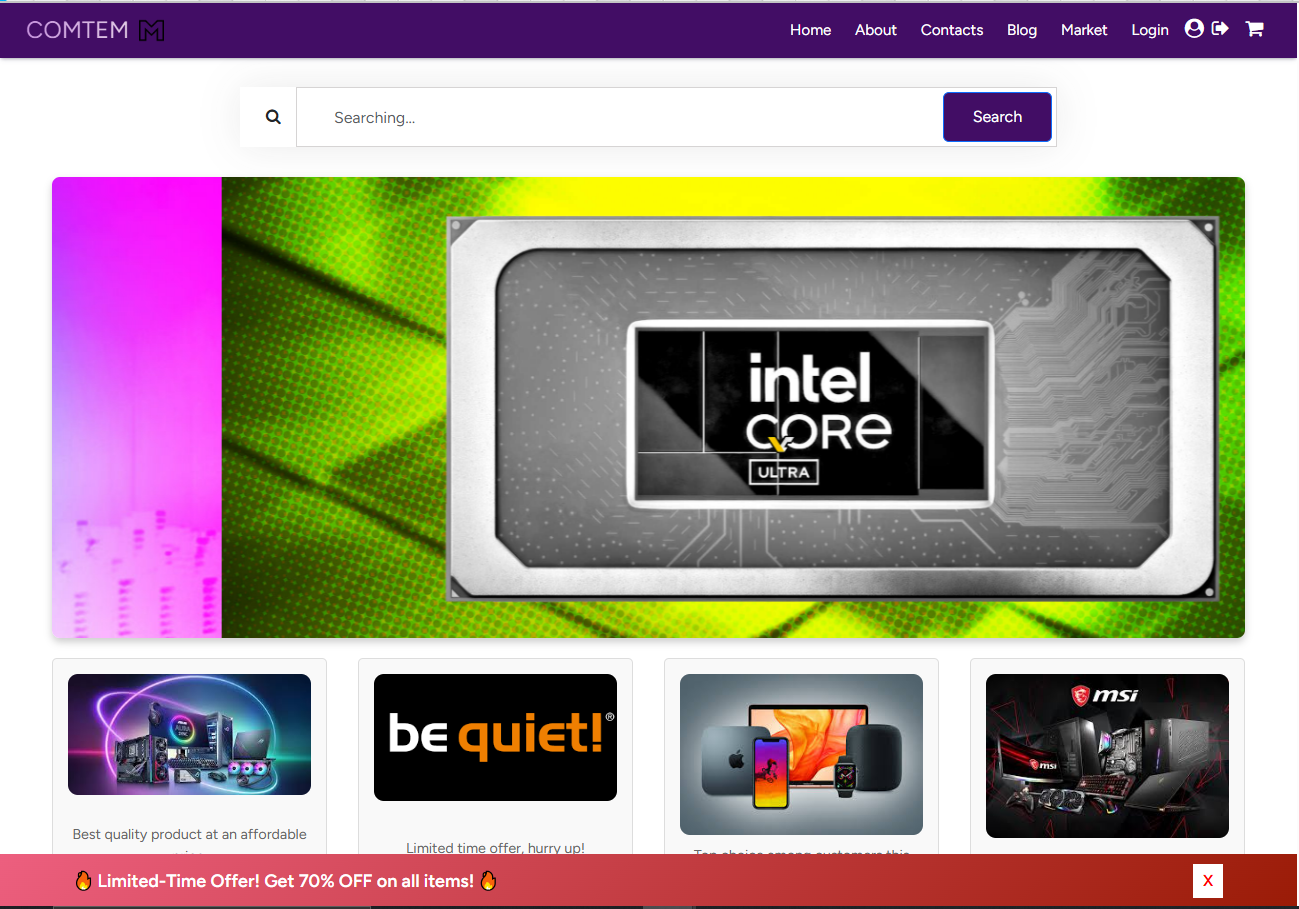 COMTEM M
Home About Contacts Blog Market Login
Searching...
Search
intel
CORE
ULTRA
be quiet!®
msi
msi
Best quality product at an affordable
Limited time offer, hurry up!
Top choice among customers this
🔥 Limited-Time Offer! Get 70% OFF on all items! 🔥
X